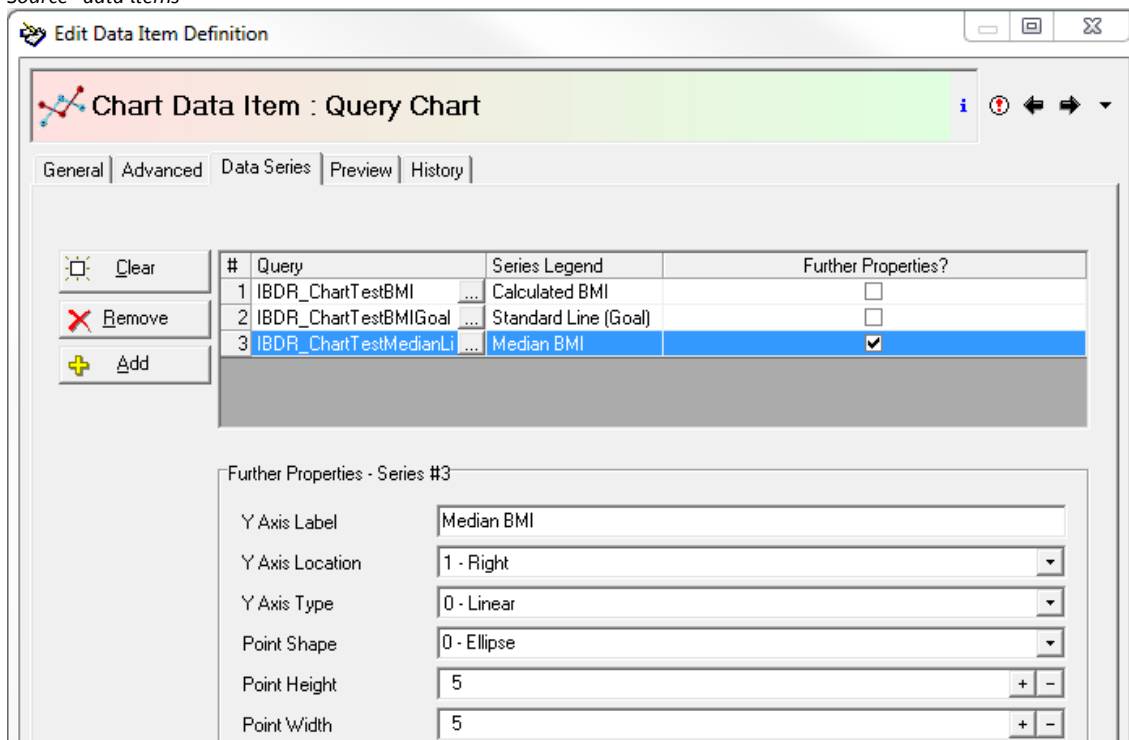 Edit Data Item Definition
Chart Data Item : Query Chart
General Advanced Data Series Preview History
Clear
Remove
Add
# Query Series Legend Further Properties?
1 IBDR_ChartTestBMI ... Calculated BMI
2 IBDR_ChartTestBMIGoal ... Standard Line (Goal)
3 IBDR_ChartTestMedianLi ... Median BMI
Further Properties - Series #3
Y Axis Label Median BMI
Y Axis Location 1 - Right
Y Axis Type 0 - Linear
Point Shape 0 - Ellipse
Point Height 5 + -
Point Width 5 + -